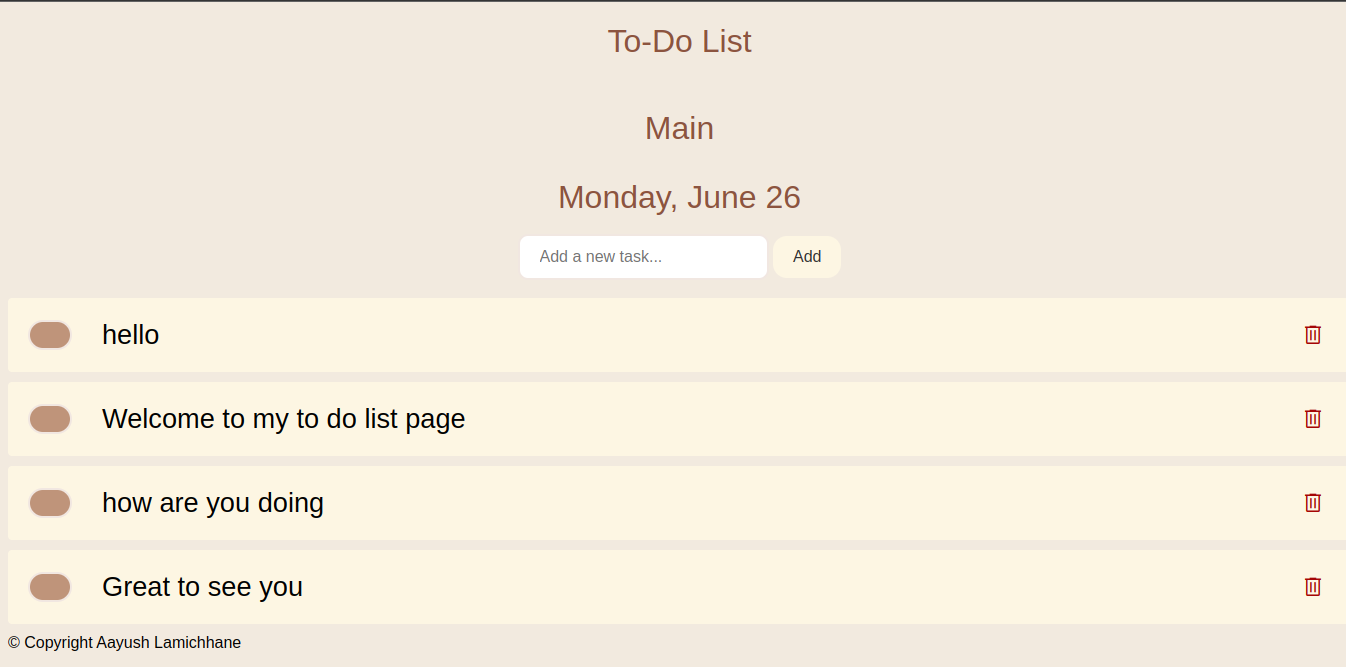 To-Do List
Main
Monday, June 26
Add a new task...
Add
hello
Welcome to my to do list page
how are you doing
Great to see you
© Copyright Aayush Lamichhane